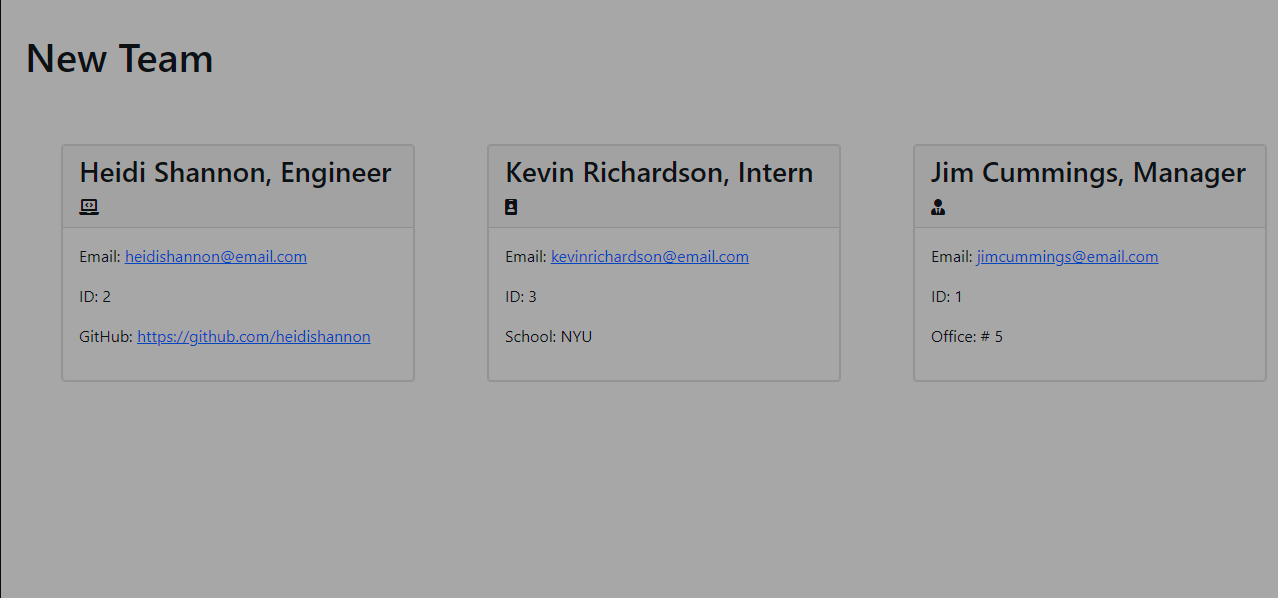 New Team
Heidi Shannon, Engineer
Email: heidishannon@email.com
ID: 2
GitHub: https://github.com/heidishannon
Kevin Richardson, Intern
Email: kevinrichardson@email.com
ID: 3
School: NYU
Jim Cummings, Manager
Email: jimcummings@email.com
ID: 1
Office: # 5